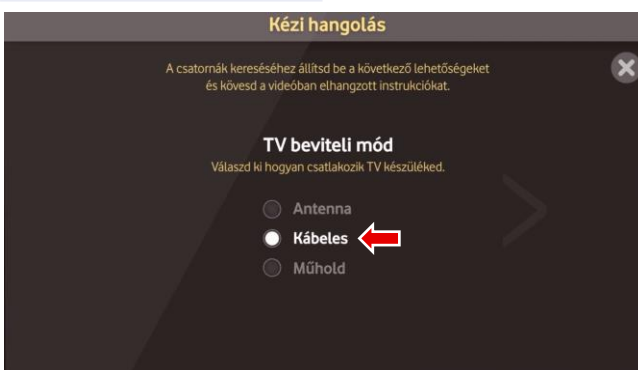 Kézi hangolás
A csatornák kereséséhez állítsd be a következő lehetőségeket
és kövesd a videóban elhangzott instrukciókat.
TV beviteli mód
Válaszd ki hogyan csatlakozik TV készüléked.
Antenna
Kábeles
Műhold